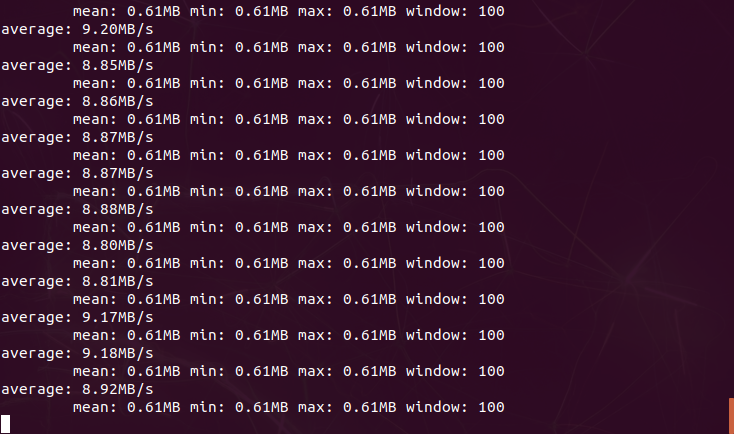 mean: 0.61MB min: 0.61MB max: 0.61MB window: 100
average: 9.20MB/s
mean: 0.61MB min: 0.61MB max: 0.61MB window: 100
average: 8.85MB/s
mean: 0.61MB min: 0.61MB max: 0.61MB window: 100
average: 8.86MB/s
mean: 0.61MB min: 0.61MB max: 0.61MB window: 100
average: 8.87MB/s
mean: 0.61MB min: 0.61MB max: 0.61MB window: 100
average: 8.87MB/s
mean: 0.61MB min: 0.61MB max: 0.61MB window: 100
average: 8.88MB/s
mean: 0.61MB min: 0.61MB max: 0.61MB window: 100
average: 8.80MB/s
mean: 0.61MB min: 0.61MB max: 0.61MB window: 100
average: 8.81MB/s
mean: 0.61MB min: 0.61MB max: 0.61MB window: 100
average: 9.17MB/s
mean: 0.61MB min: 0.61MB max: 0.61MB window: 100
average: 9.18MB/s
mean: 0.61MB min: 0.61MB max: 0.61MB window: 100
average: 8.92MB/s
mean: 0.61MB min: 0.61MB max: 0.61MB window: 100